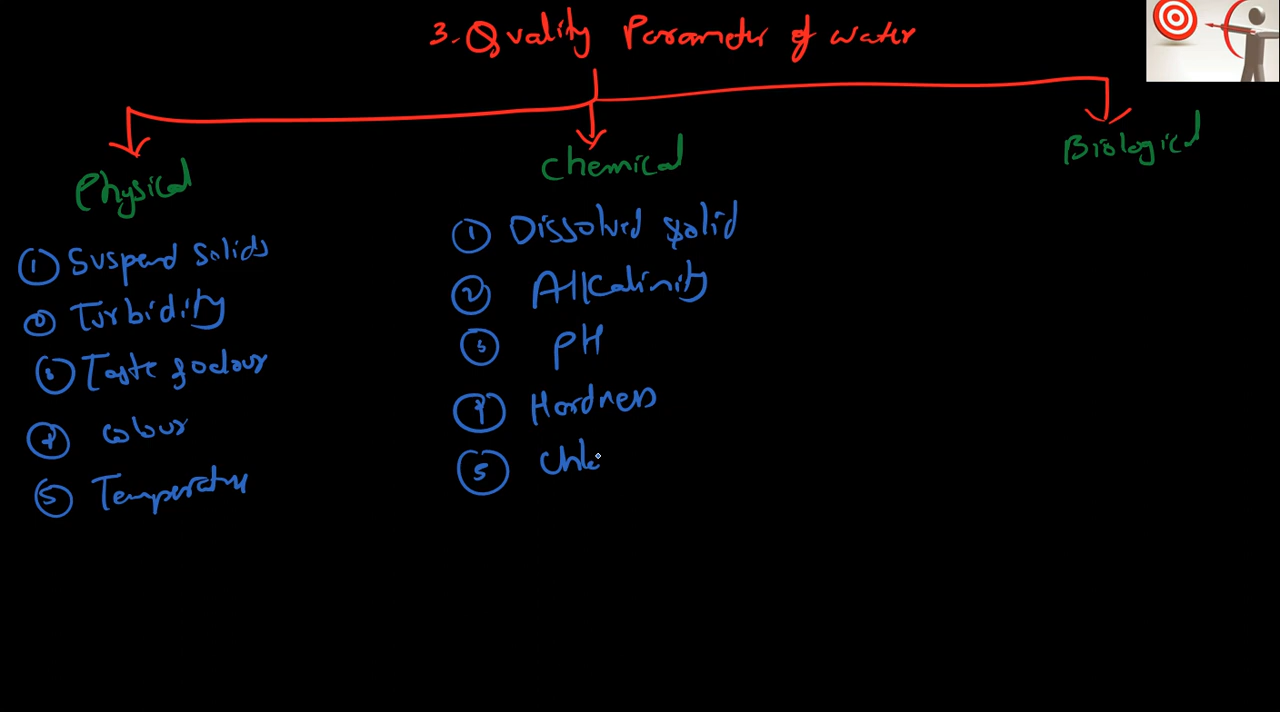 3. Quality Parameter of water
Physical
Chemical
Biological
1 Suspend solids
2 Turbidity
3 Taste & odour
4 Colour
5 Temperature
1 Dissolved solid
2 Alkalinity
3 PH
4 Hardness
5 Chl